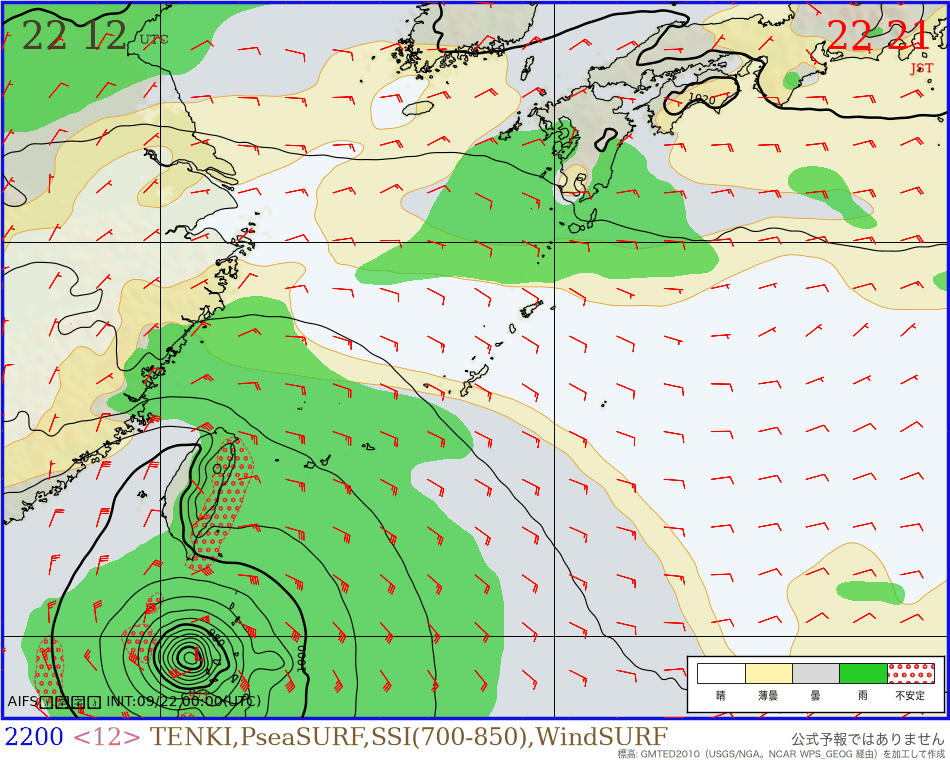 22 12 UTC
22 21
JST
1020
980
1000
L
AIFS INIT:09/22 00:00(UTC)
晴 薄曇 曇 雨 不安定
2200 <12> TENKI,PseaSURF,SSI(700-850),WindSURF
公式予報ではありません
標高: GMTED2010（USGS/NGA。NCAR WPS_GEOG 経由）を加工して作成